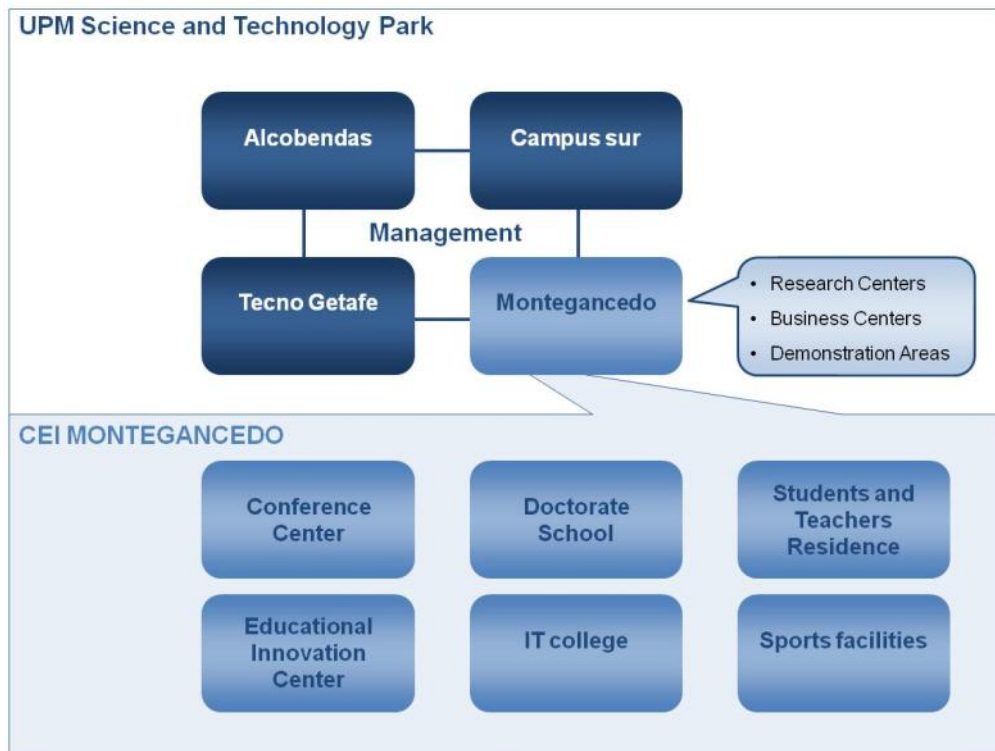 UPM Science and Technology Park
Alcobendas
Campus sur
Management
Tecno Getafe
Montegancedo
• Research Centers
• Business Centers
• Demonstration Areas
CEI MONTEGANCEDO
Conference
Center
Doctorate
School
Students and
Teachers
Residence
Educational
Innovation
Center
IT college
Sports facilities